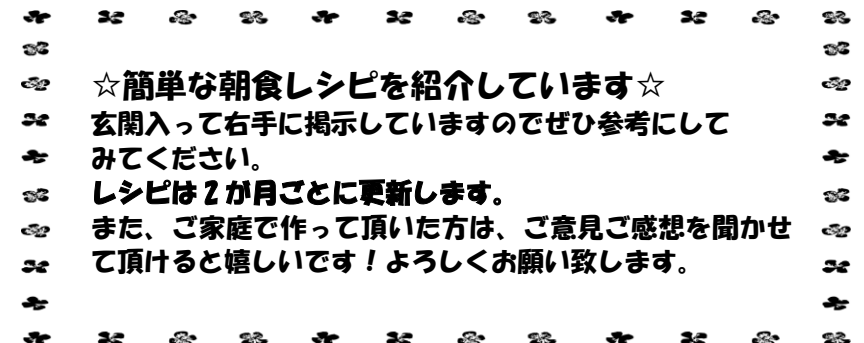 ☆簡単な朝食レシピを紹介しています☆
玄関入って右手に掲示していますのでぜひ参考にして
みてください。
レシピは２が月ごとに更新します。
また、ご家庭で作って頂いた方は、ご意見ご感想を聞かせ
て頂けると嬉しいです！よろしくお願い致します。